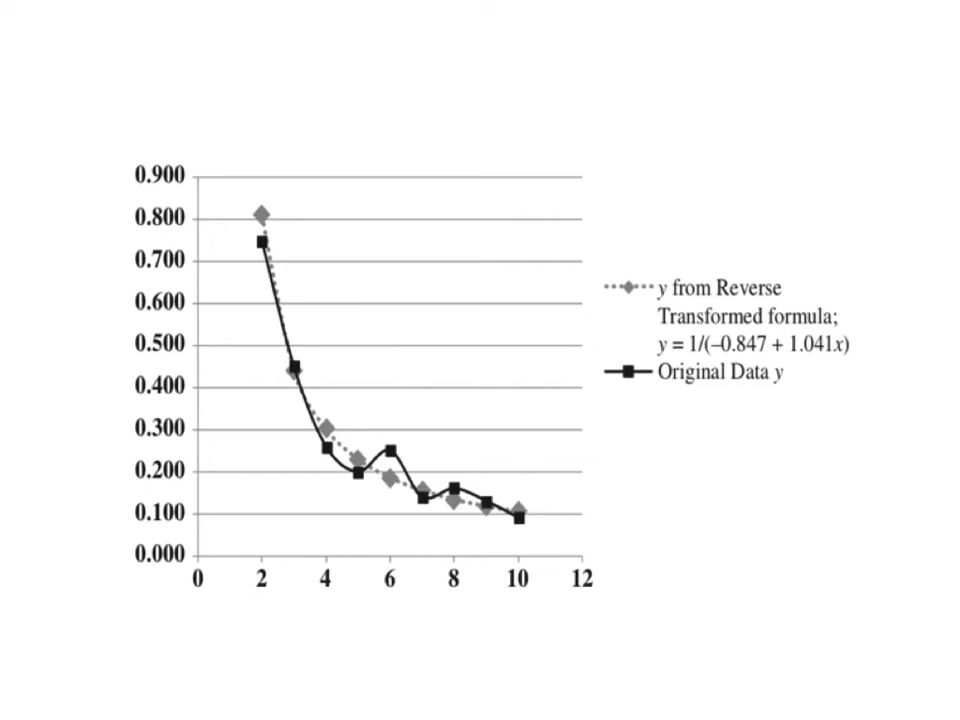 0.900
0.800
0.700
0.600
0.500
0.400
0.300
0.200
0.100
0.000
0 2 4 6 8 10 12
y from Reverse
Transformed formula;
y = 1/(–0.847 + 1.041x)
Original Data y